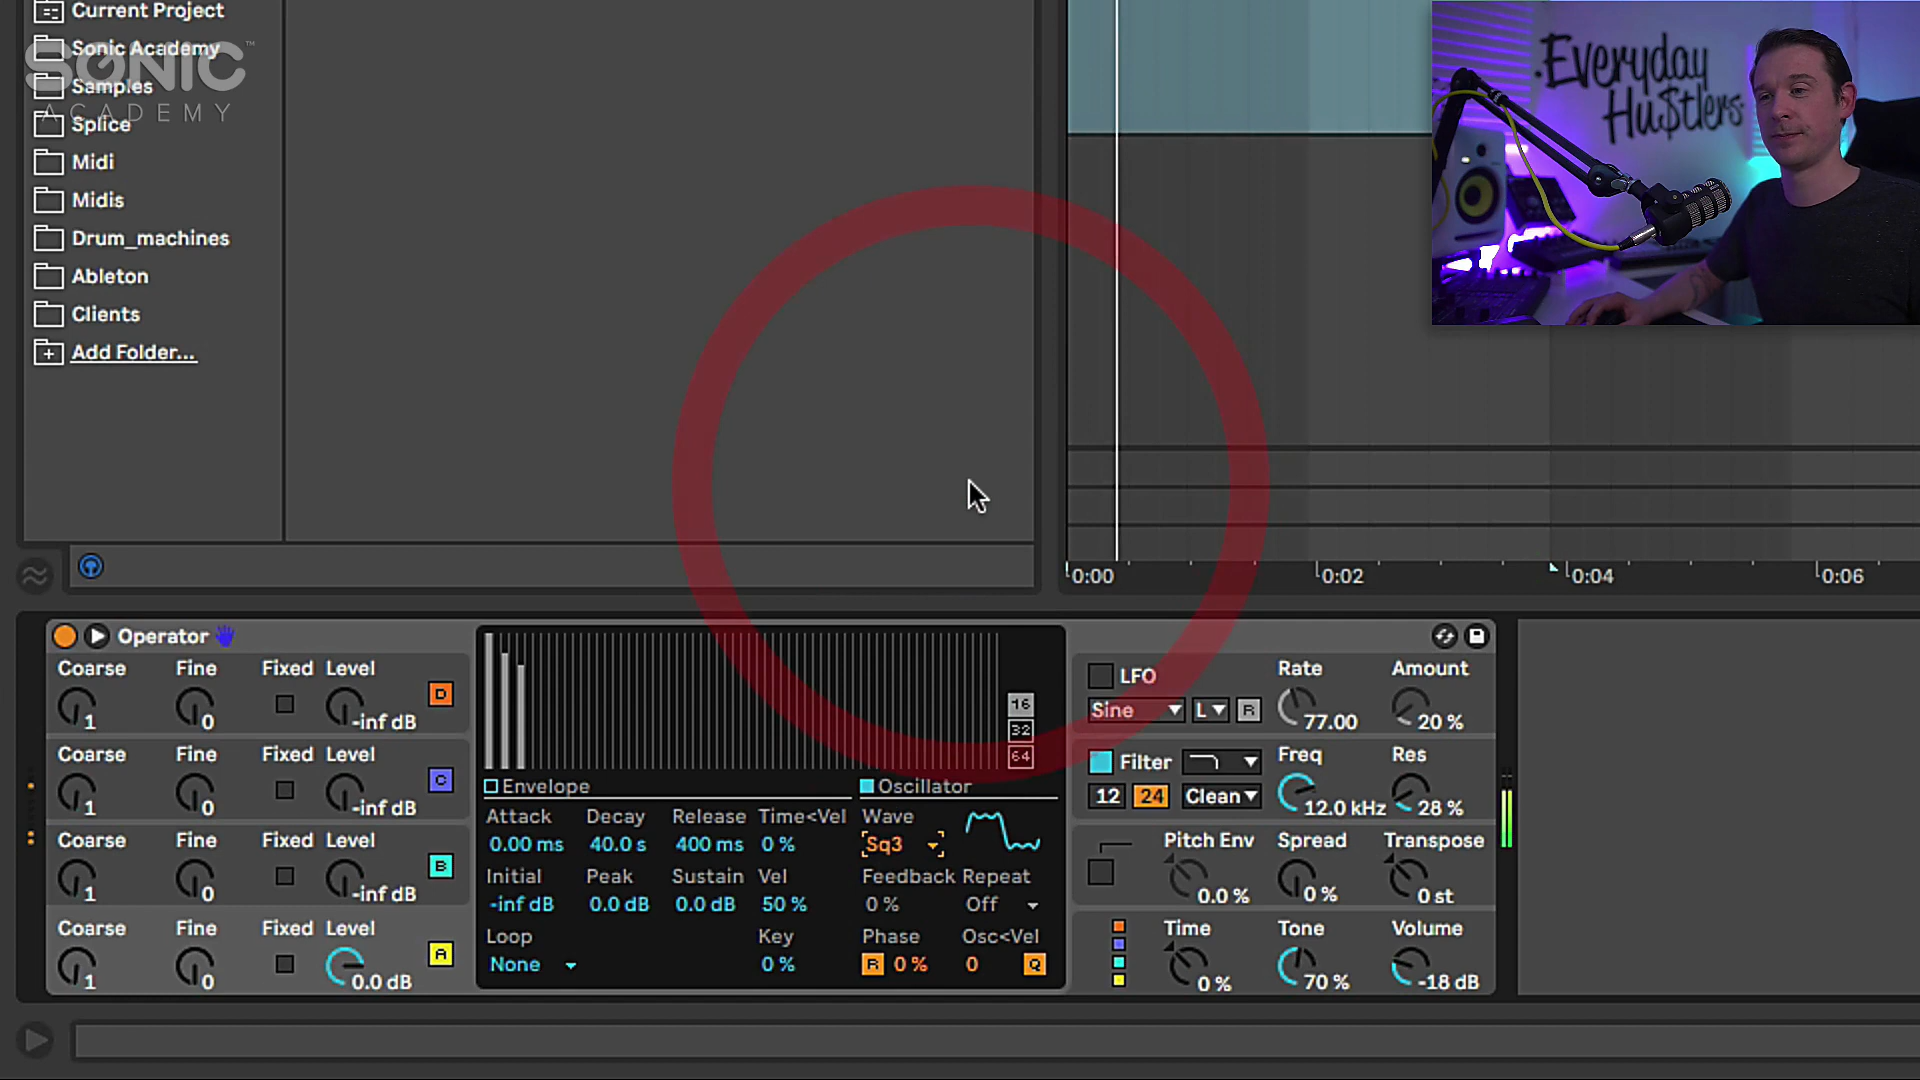 Current Project
Sonic Academy
SONIC
ACADEMY™
Samples
Splice
Midi
Midis
Drum_machines
Ableton
Clients
Add Folder...
Everyday
Hu$tlers
0:00
0:02
0:04
0:06
Operator
Coarse Fine Fixed Level
1 0 -inf dB D
Coarse Fine Fixed Level
1 0 -inf dB C
Coarse Fine Fixed Level
1 0 -inf dB B
Coarse Fine Fixed Level
1 0 0.0 dB A
16
32
64
Envelope Oscillator
Attack Decay Release Time<Vel Wave
0.00 ms 40.0 s 400 ms 0 % Sq3
Initial Peak Sustain Vel Feedback Repeat
-inf dB 0.0 dB 0.0 dB 50 % 0 % Off
Loop Key Phase Osc<Vel
None 0 % R 0 % 0 Q
LFO Rate Amount
Sine L R 77.00 20 %
Filter Freq Res
12 24 Clean 12.0 kHz 28 %
Pitch Env Spread Transpose
0.0 % 0 % 0 st
Time Tone Volume
0 % 70 % -18 dB